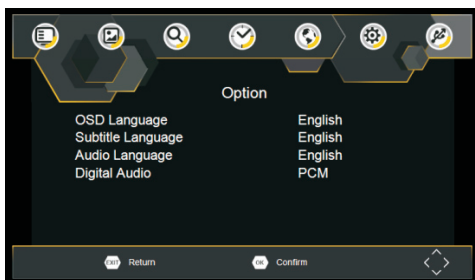 Option
OSD Language English
Subtitle Language English
Audio Language English
Digital Audio PCM
EXIT Return OK Confirm